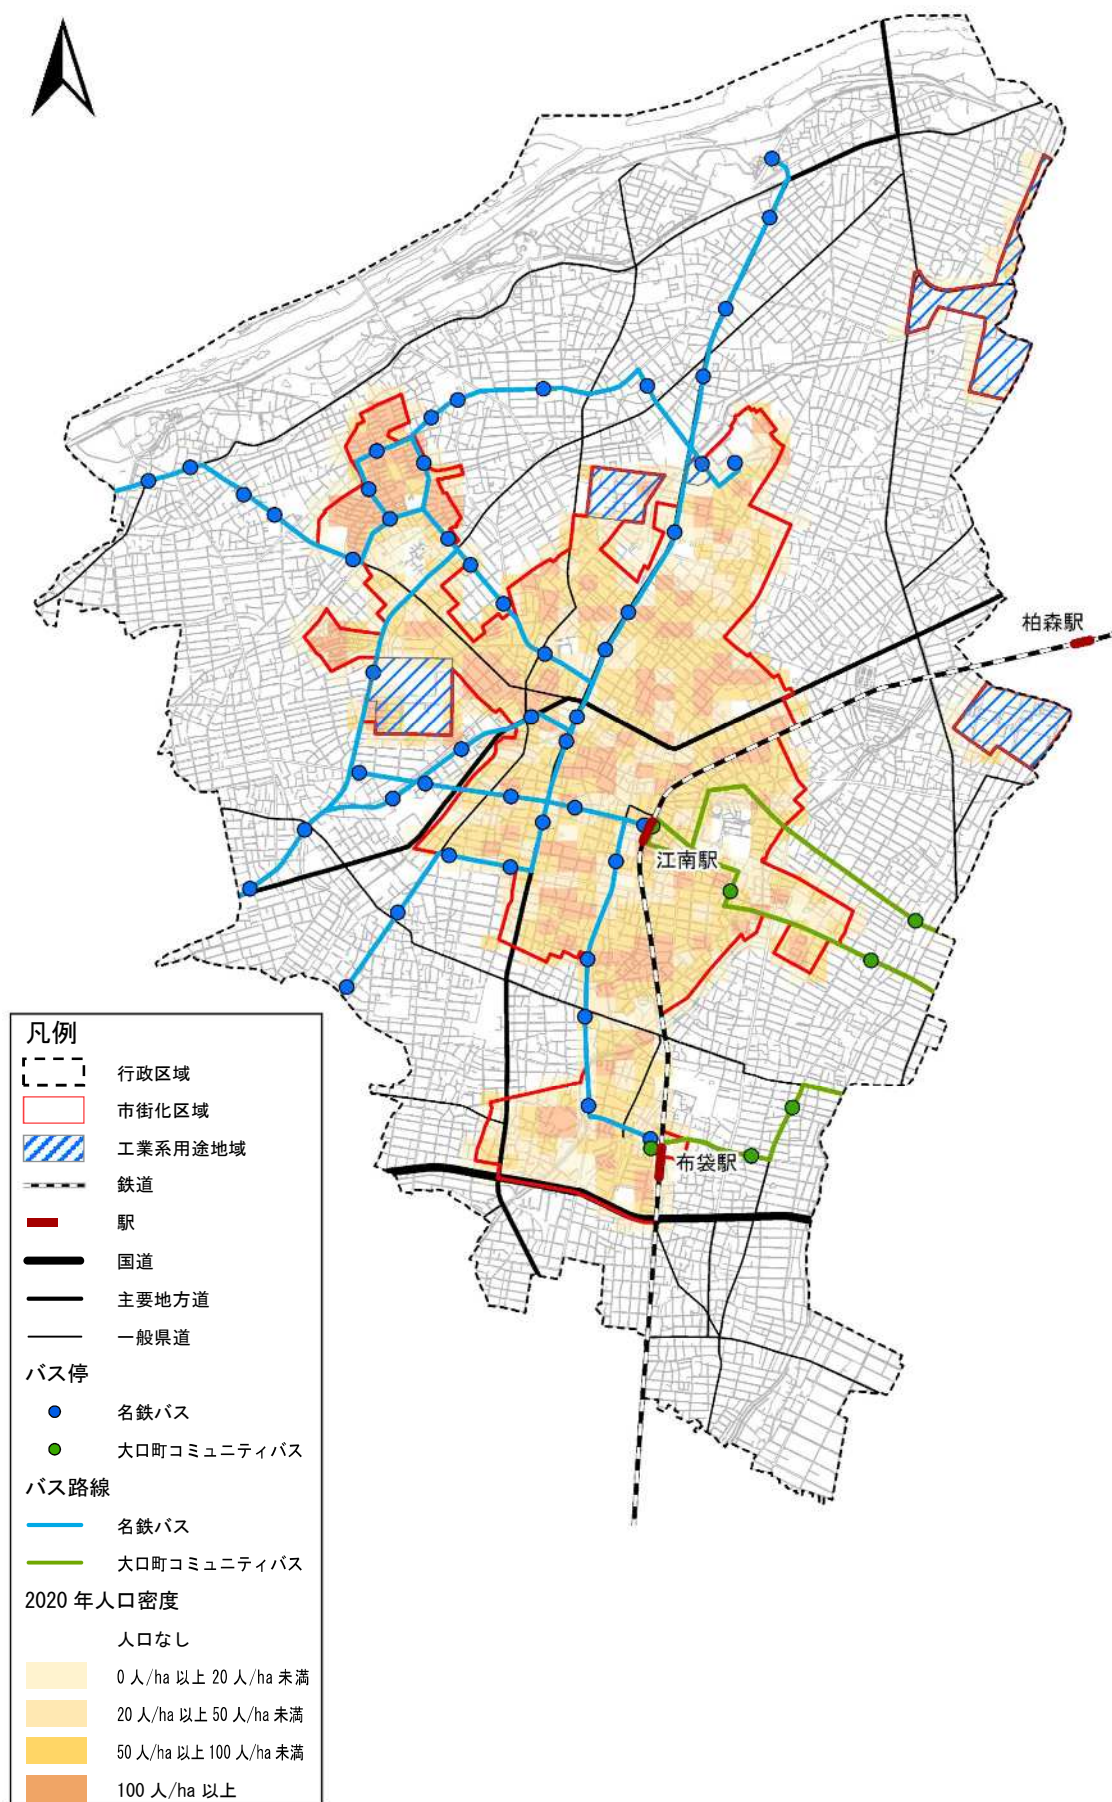 柏森駅
江南駅
布袋駅
凡例
行政区域
市街化区域
工業系用途地域
鉄道
駅
国道
主要地方道
一般県道
バス停
名鉄バス
大口町コミュニティバス
バス路線
名鉄バス
大口町コミュニティバス
2020 年人口密度
人口なし
0 人/ha 以上 20 人/ha 未満
20 人/ha 以上 50 人/ha 未満
50 人/ha 以上 100 人/ha 未満
100 人/ha 以上